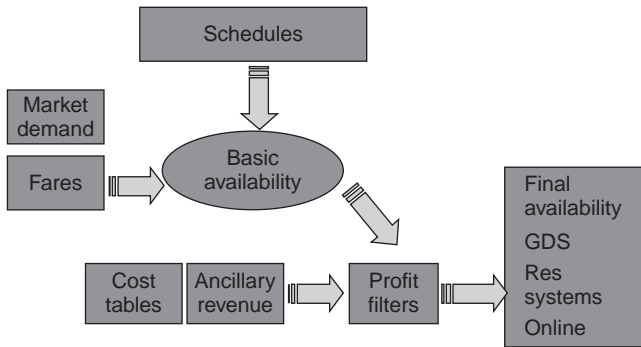 Schedules
Market
demand
Fares
Basic
availability
Cost
tables
Ancillary
revenue
Profit
filters
Final
availability
GDS
Res
systems
Online